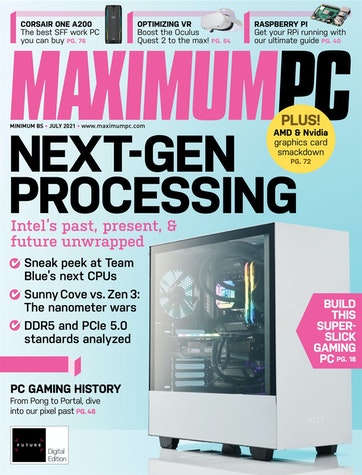 CORSAIR ONE A200
The best SFF work PC
you can buy PG. 76
OPTIMIZING VR
Boost the Oculus
Quest 2 to the max! PG. 64
RASPBERRY PI
Get your RPi running with
our ultimate guide PG. 40
MAXIMUMPC
MINIMUM BS • JULY 2021 • www.maximumpc.com
PLUS!
AMD & Nvidia
graphics card
smackdown
PG. 72
NEXT-GEN
PROCESSING
Intel's past, present, &
future unwrapped
Sneak peek at Team
Blue's next CPUs
Sunny Cove vs. Zen 3:
The nanometer wars
DDR5 and PCIe 5.0
standards analyzed
BUILD
THIS
SUPER-
SLICK
GAMING
PC PG. 18
PC GAMING HISTORY
From Pong to Portal, dive
into our pixel past PG. 48
NZXT
FUTURE
Digital
Edition